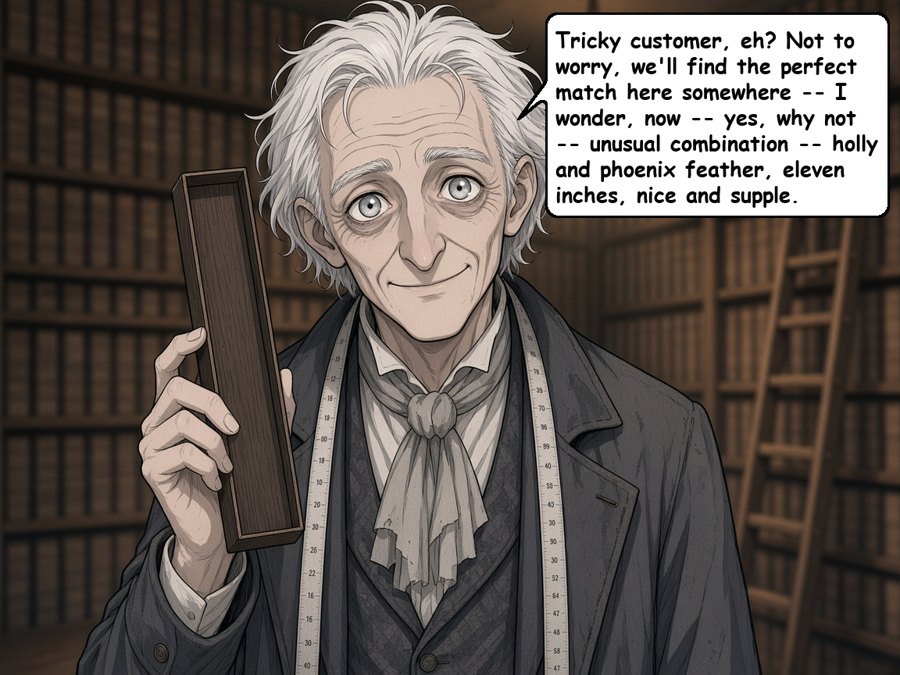 Tricky customer, eh? Not to
worry, we'll find the perfect
match here somewhere -- I
wonder, now -- yes, why not
-- unusual combination -- holly
and phoenix feather, eleven
inches, nice and supple.